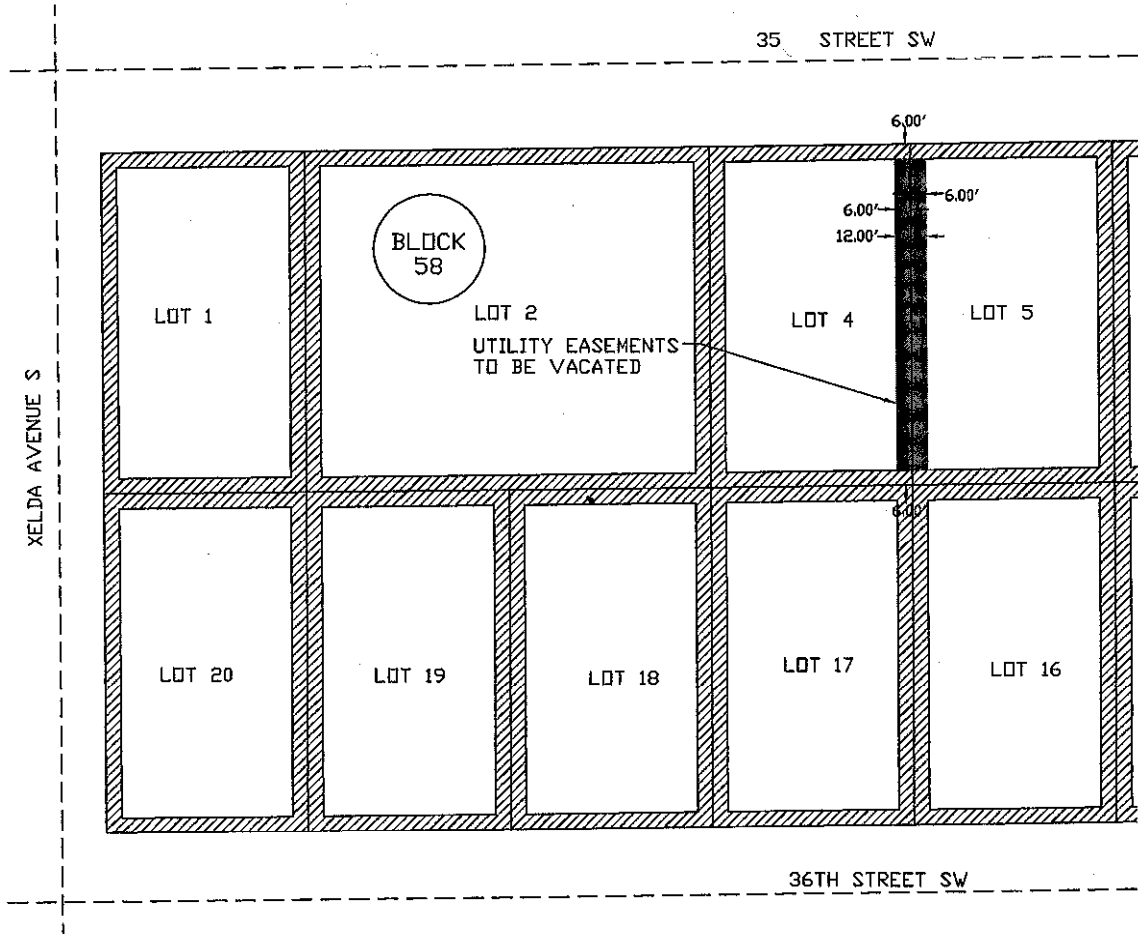 35 STREET SW
6.00'
6.00'
6.00'
12.00'
BLOCK
58
LOT 1
LOT 2
LOT 4
LOT 5
UTILITY EASEMENTS
TO BE VACATED
XELDA AVENUE S
6.00'
LOT 20
LOT 19
LOT 18
LOT 17
LOT 16
36TH STREET SW